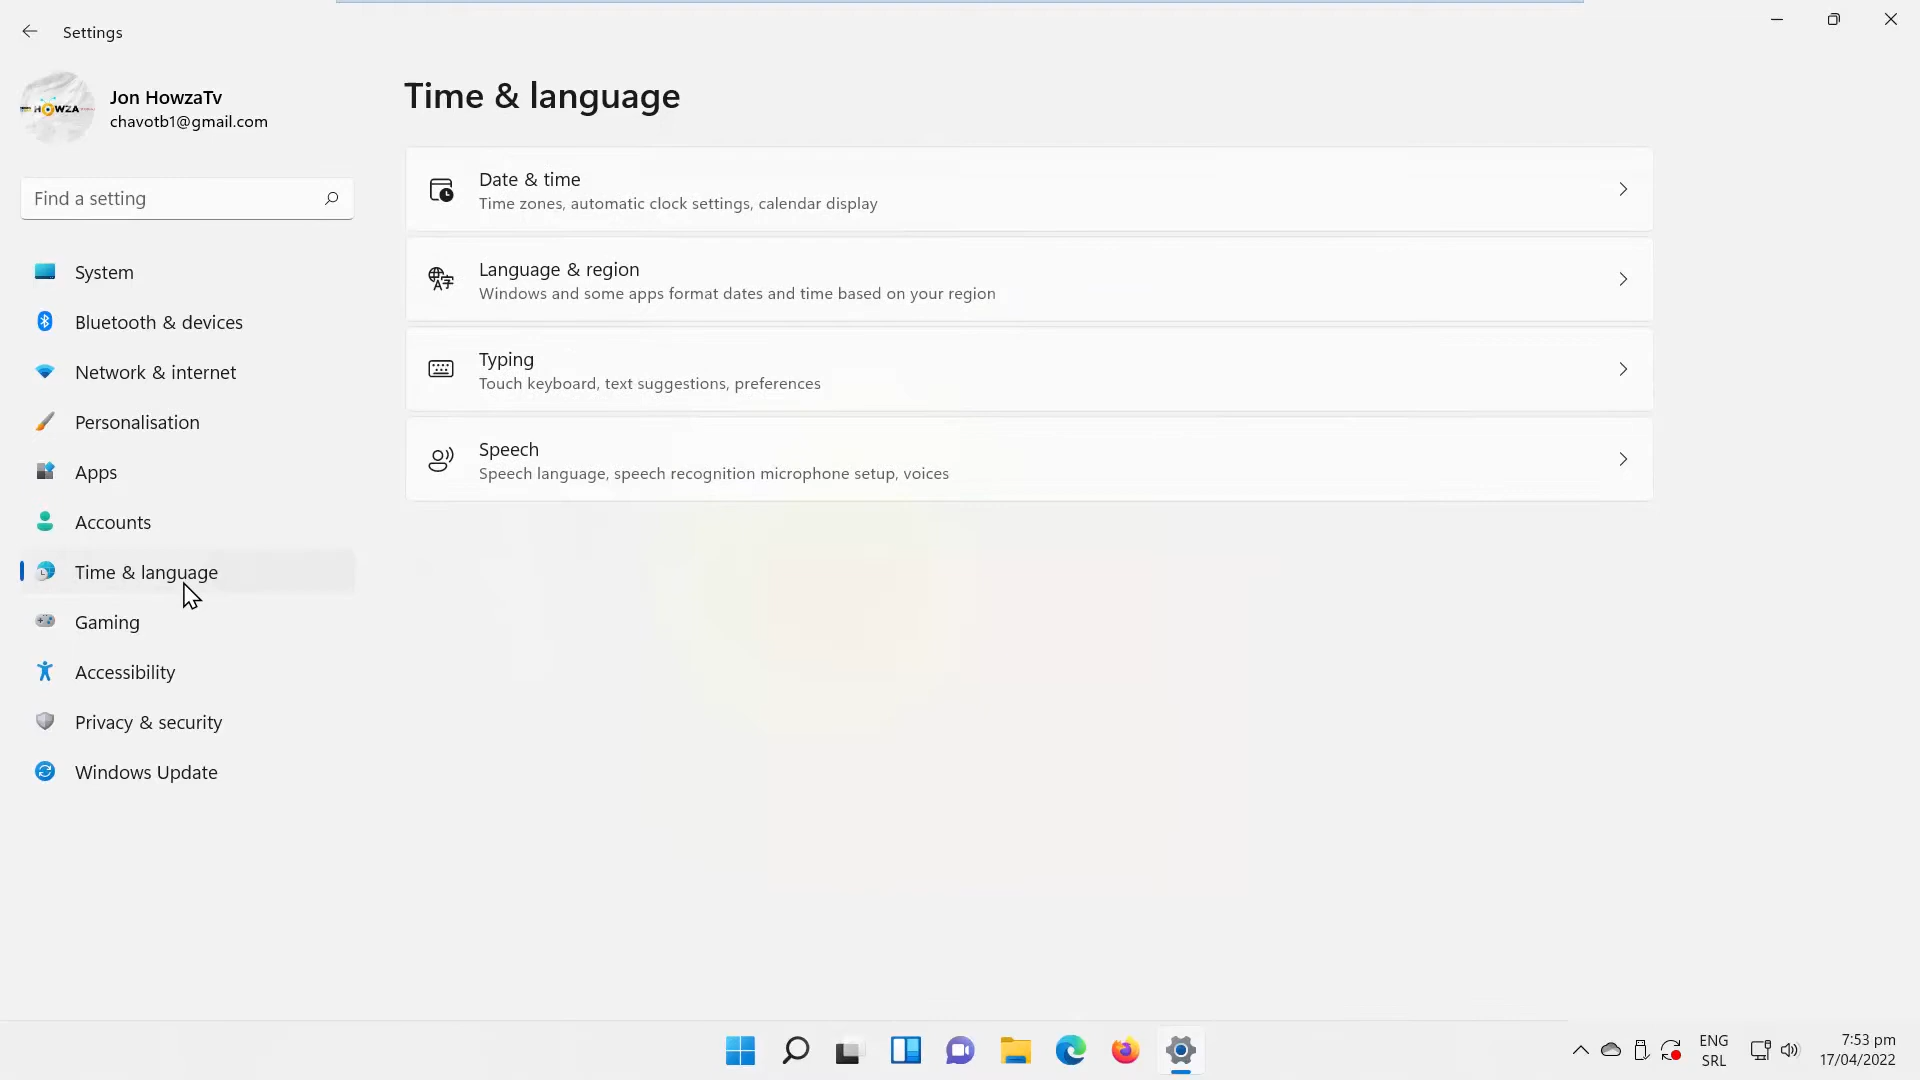 Settings
Jon HowzaTv
chavotb1@gmail.com
HOWZA
Find a setting
System
Bluetooth & devices
Network & internet
Personalisation
Apps
Accounts
Time & language
Gaming
Accessibility
Privacy & security
Windows Update
Time & language
Date & time
Time zones, automatic clock settings, calendar display
Language & region
Windows and some apps format dates and time based on your region
Typing
Touch keyboard, text suggestions, preferences
Speech
Speech language, speech recognition microphone setup, voices
ENG
SRL
7:53 pm
17/04/2022